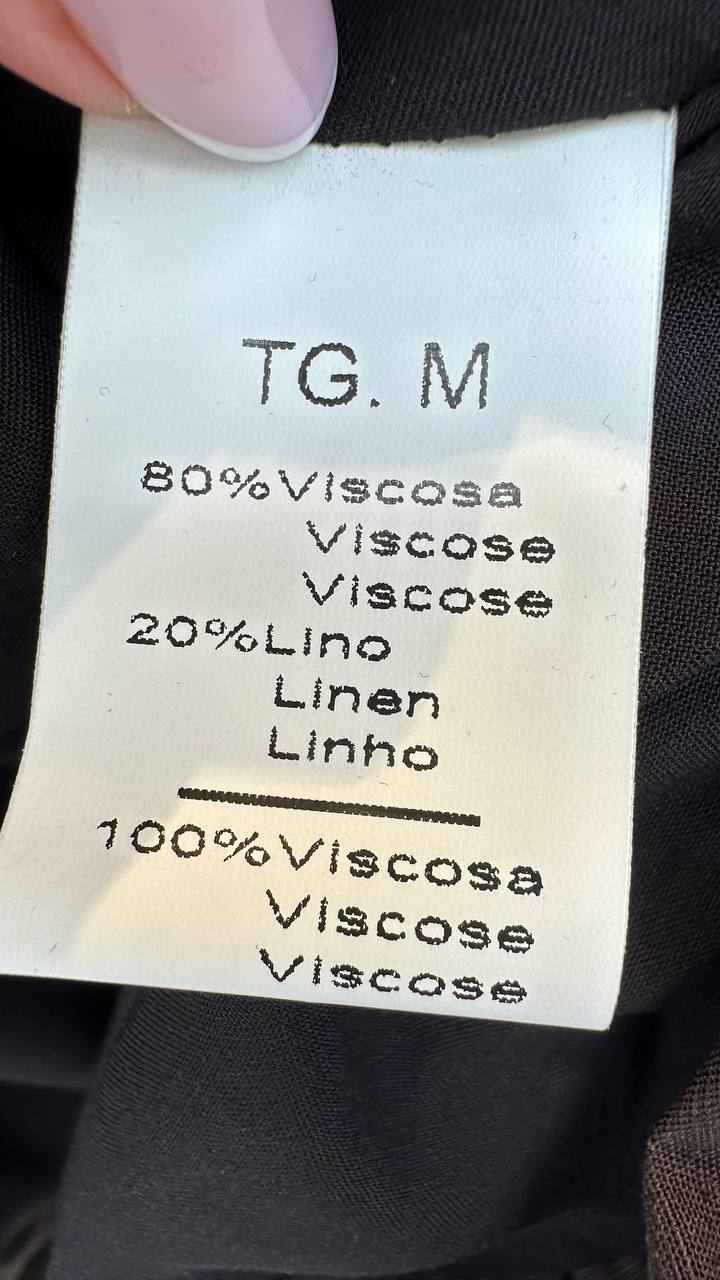 TG. M
80%Viscosa
Viscose
Viscose
20%Lino
Linen
Linho
100%Viscosa
Viscose
Viscose